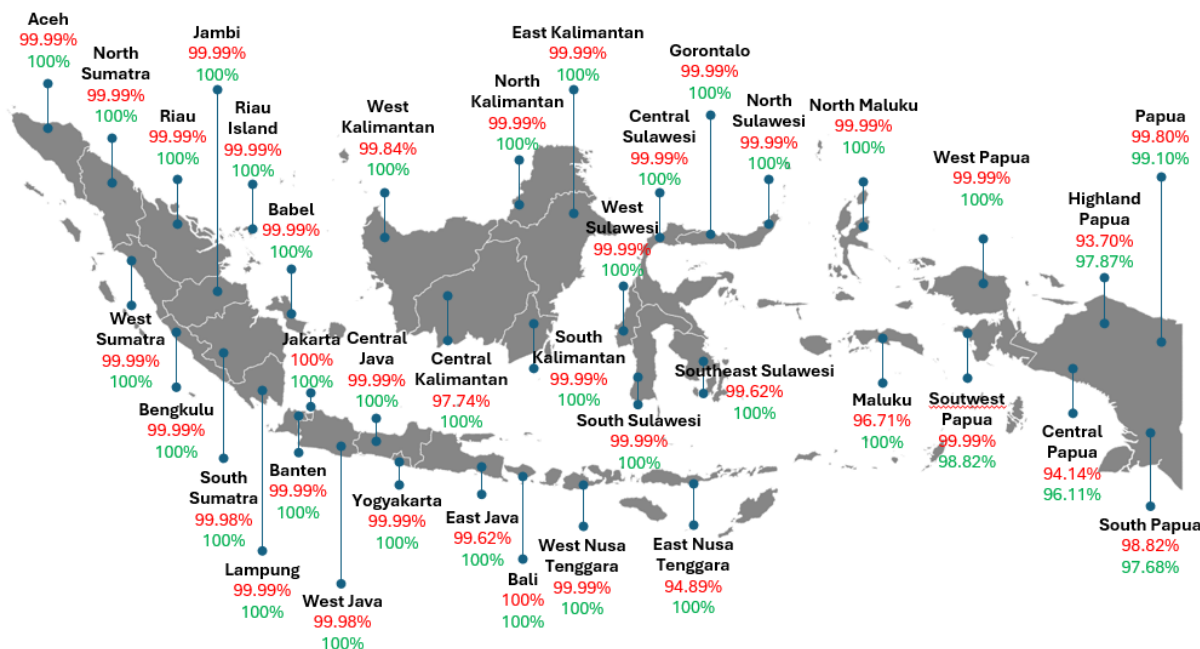 Aceh
99.99%
100%
North
Sumatra
99.99%
100%
Riau
99.99%
100%
Jambi
99.99%
100%
Riau
Island
99.99%
100%
Babel
99.99%
100%
West
Kalimantan
99.84%
100%
North
Kalimantan
99.99%
100%
East Kalimantan
99.99%
100%
Central
Sulawesi
99.99%
100%
Gorontalo
99.99%
100%
North
Sulawesi
99.99%
100%
North Maluku
99.99%
100%
West Papua
99.99%
100%
Highland
Papua
93.70%
97.87%
Papua
99.80%
99.10%
West
Sulawesi
99.99%
100%
West
Sumatra
99.99%
100%
Bengkulu
99.99%
100%
South
Sumatra
99.98%
100%
Lampung
99.99%
100%
Jakarta
100%
100%
Banten
99.99%
100%
West Java
99.98%
100%
Central
Java
99.99%
100%
Yogyakarta
99.99%
100%
Central
Kalimantan
97.74%
100%
South
Kalimantan
99.99%
100%
East Java
99.62%
100%
Bali
100%
100%
West Nusa
Tenggara
99.99%
100%
East Nusa
Tenggara
94.89%
100%
South Sulawesi
99.99%
100%
Southeast Sulawesi
99.62%
100%
Maluku
96.71%
100%
Soutwest
Papua
99.99%
98.82%
Central
Papua
94.14%
96.11%
South Papua
98.82%
97.68%